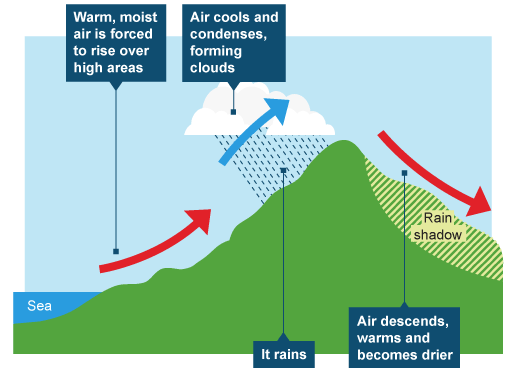 Warm, moist
air is forced
to rise over
high areas
Air cools and
condenses,
forming
clouds
Rain
shadow
Sea
It rains
Air descends,
warms and
becomes drier